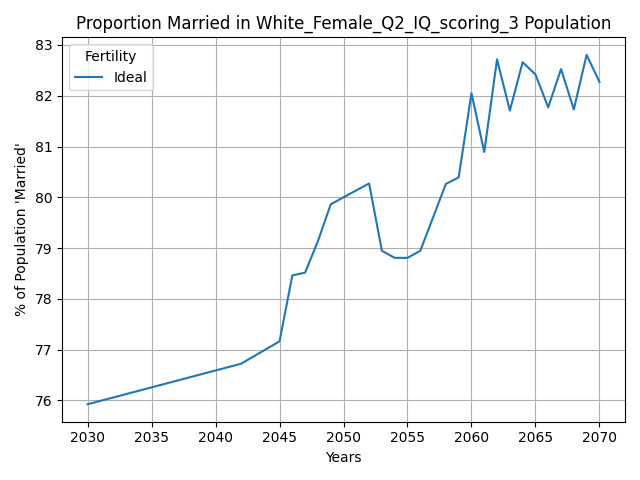 Proportion Married in White_Female_Q2_IQ_scoring_3 Population
Fertility
Ideal
% of Population 'Married'
83
82
81
80
79
78
77
76
2030 2035 2040 2045 2050 2055 2060 2065 2070
Years